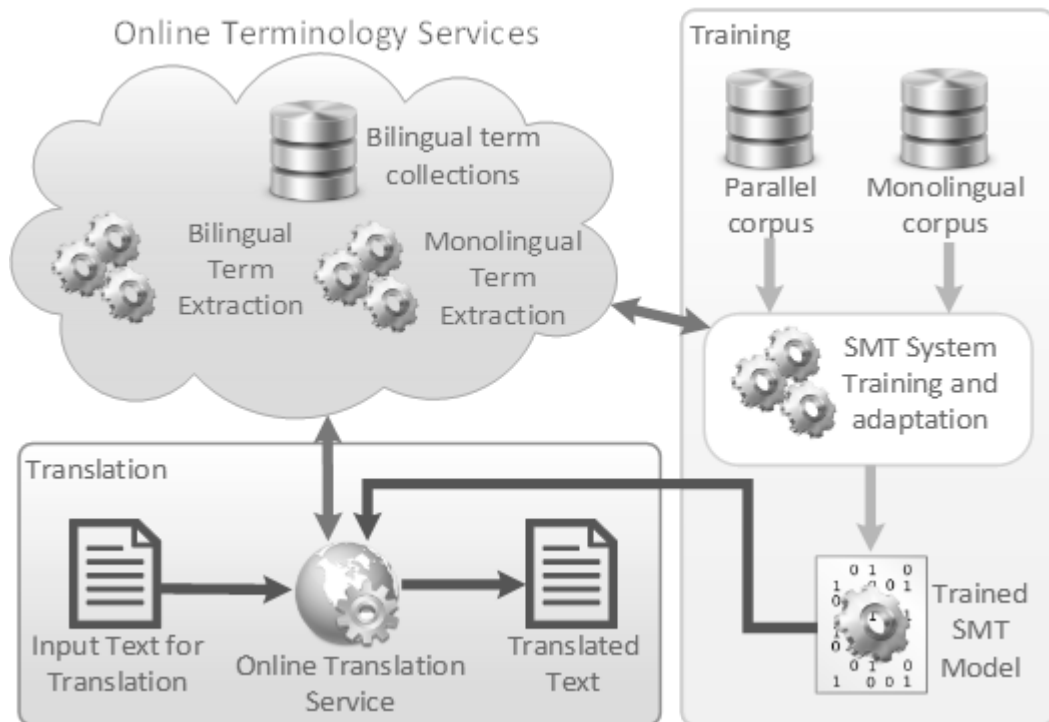 Online Terminology Services
Bilingual term
collections
Bilingual
Term
Extraction
Monolingual
Term
Extraction
Training
Parallel
corpus
Monolingual
corpus
SMT System
Training and
adaptation
Translation
Input Text for
Translation
Online Translation
Service
Translated
Text
Trained
SMT
Model